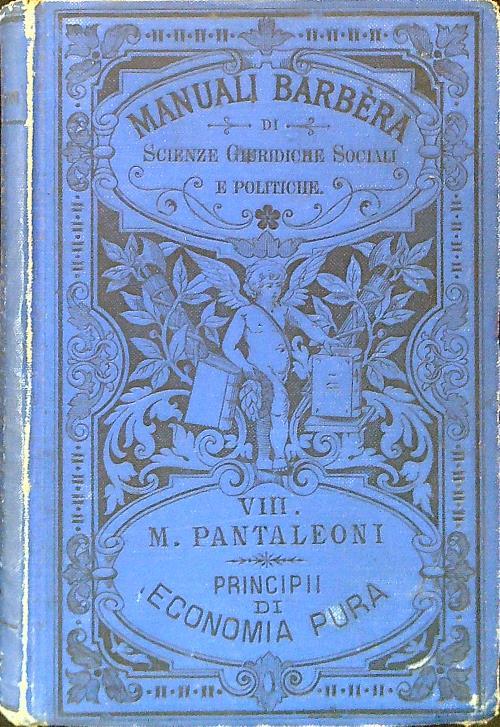 MANUALI BARBÈRA
DI
SCIENZE GIURIDICHE SOCIALI
E POLITICHE.
VIII.
M. PANTALEONI
PRINCIPII
DI
ECONOMIA PURA